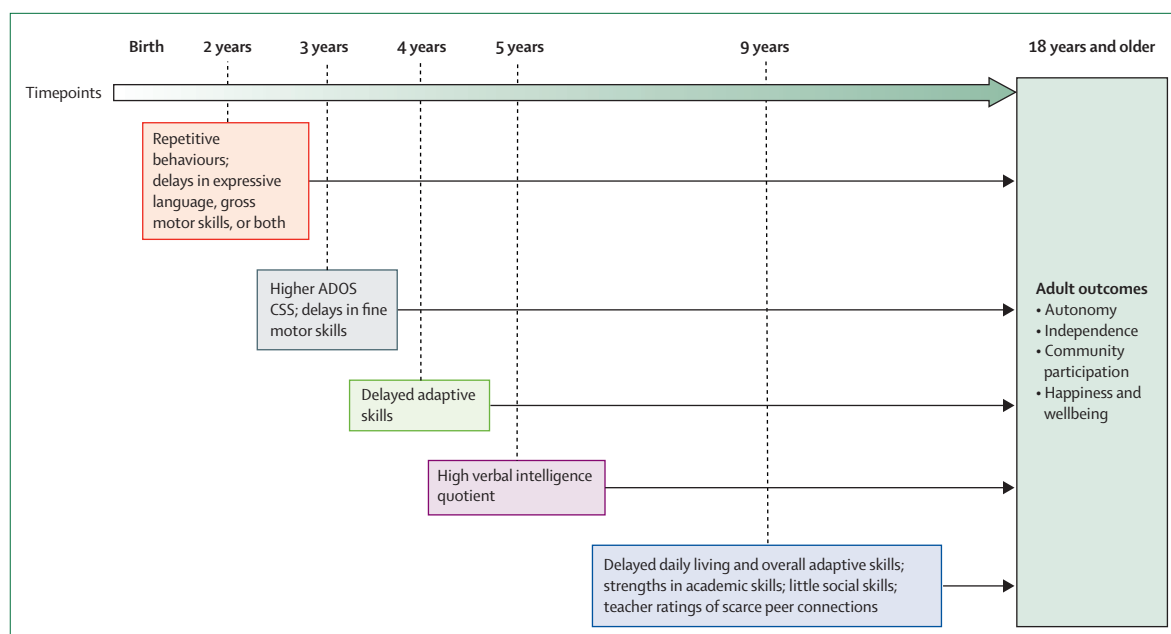 Birth
2 years
3 years
4 years
5 years
9 years
18 years and older
Timepoints
Repetitive
behaviours;
delays in expressive
language, gross
motor skills, or both
Higher ADOS
CSS; delays in fine
motor skills
Delayed adaptive
skills
High verbal intelligence
quotient
Delayed daily living and overall adaptive skills;
strengths in academic skills; little social skills;
teacher ratings of scarce peer connections
Adult outcomes
• Autonomy
• Independence
• Community
participation
• Happiness and
wellbeing